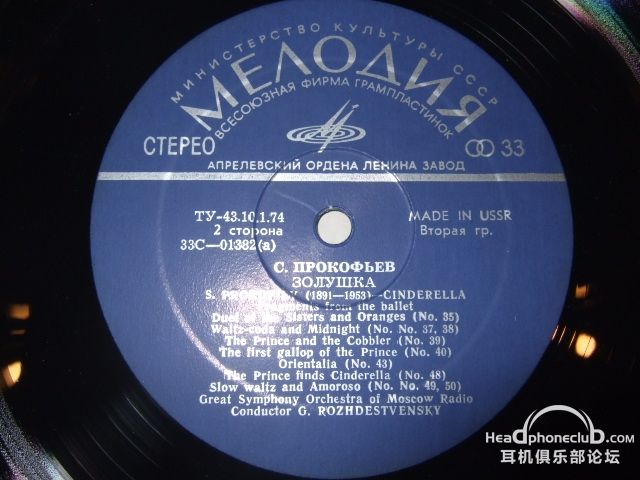 МИНИСТЕРСТВО КУЛЬТУРЫ СССР
МЕЛОДИЯ
ВСЕСОЮЗНАЯ ФИРМА ГРАМПЛАСТИНОК
СТЕРЕО 33
АПРЕЛЕВСКИЙ ОРДЕНА ЛЕНИНА ЗАВОД
ТУ-43.10.1.74 MADE IN USSR
2 сторона Вторая гр.
33С—01382(а)
С. ПРОКОФЬЕВ
ЗОЛУШКА
S. (1891—1953)—CINDERELLA
from the ballet
Duet of the Sisters and Oranges (No. 35)
Waltz-coda and Midnight (No. No. 37, 38)
The Prince and the Cobbler (No. 39)
The first gallop of the Prince (No. 40)
Orientalia (No. 43)
The Prince finds Cinderella (No. 48)
Slow waltz and Amoroso (No. No. 49, 50)
Great Symphony Orchestra of Moscow Radio
Conductor G. ROZHDESTVENSKY
Headphoneclub.com
耳机俱乐部论坛